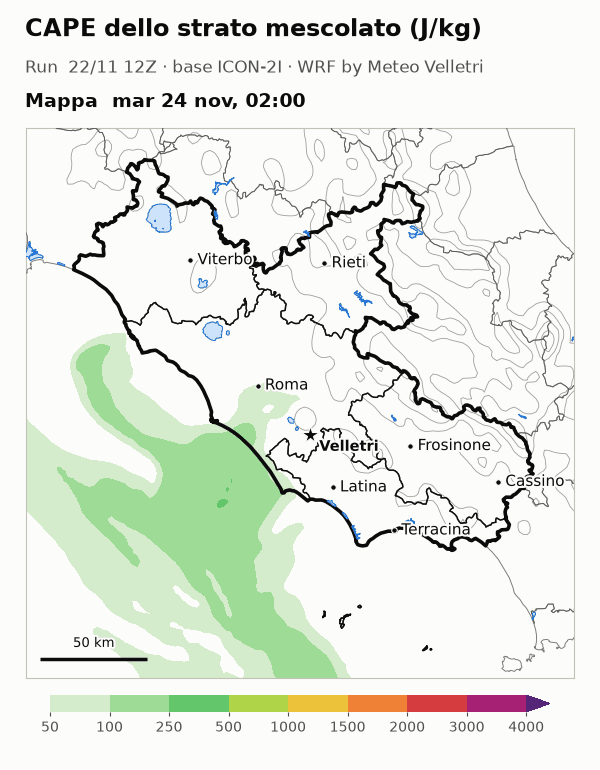 CAPE dello strato mescolato (J/kg)
Run  22/11 12Z · base ICON-2I · WRF by Meteo Velletri
Mappa  mar 24 nov, 02:00
Viterbo
Rieti
Roma
Velletri
Frosinone
Cassino
Latina
Terracina
50 km
50 100 250 500 1000 1500 2000 3000 4000